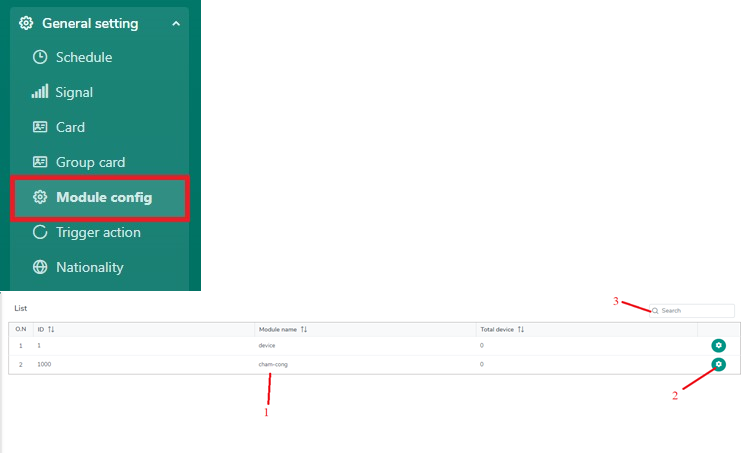 General setting
Schedule
Signal
Card
Group card
Module config
Trigger action
Nationality
List
3
Search
O.N ID Module name Total device
1 1 device 0
2 1000 cham-cong 0
1
2